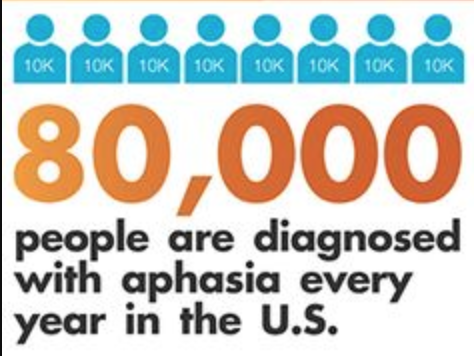 10K 10K 10K 10K 10K 10K 10K 10K
80,000
people are diagnosed
with aphasia every
year in the U.S.